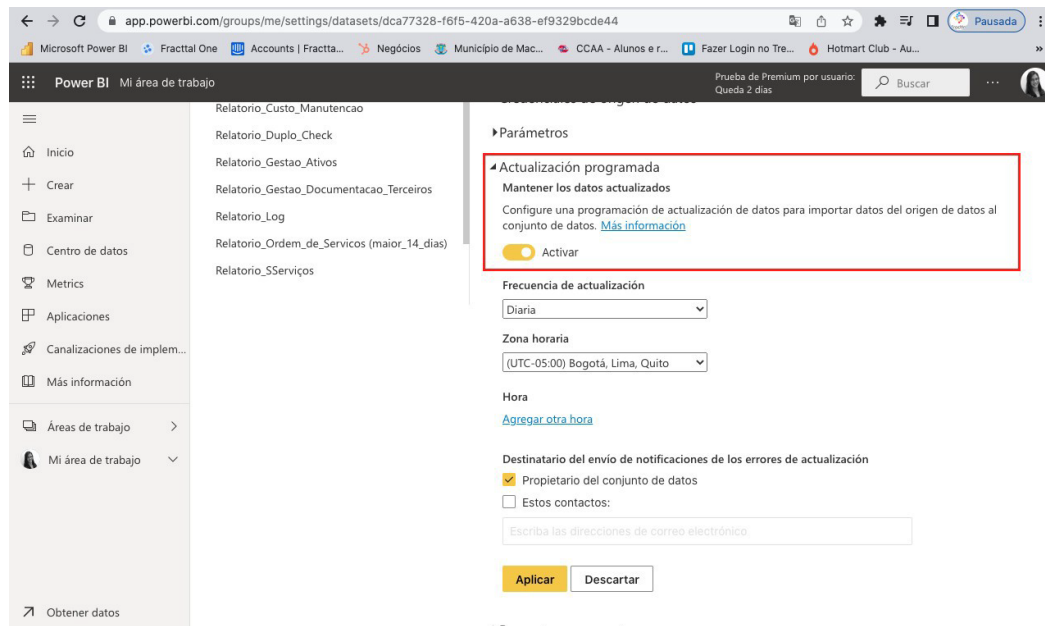 app.powerbi.com/groups/me/settings/datasets/dca77328-f6f5-420a-a638-ef9329bcde44
Pausada
Microsoft Power BI
Fracttal One
Accounts | Fractta...
Negócios
Município de Mac...
CCAA - Alunos e r...
Fazer Login no Tre...
Hotmart Club - Au...
»
Power BI Mi área de trabajo
Prueba de Premium por usuario:
Queda 2 días
Buscar
Inicio
Crear
Examinar
Centro de datos
Metrics
Aplicaciones
Canalizaciones de implem...
Más información
Áreas de trabajo
Mi área de trabajo
Obtener datos
Relatorio_Custo_Manutencao
Relatorio_Duplo_Check
Relatorio_Gestao_Ativos
Relatorio_Gestao_Documentacao_Terceiros
Relatorio_Log
Relatorio_Ordem_de_Servicos (maior_14_dias)
Relatorio_SServiços
Credenciales de origen de datos
Parámetros
Actualización programada
Mantener los datos actualizados
Configure una programación de actualización de datos para importar datos del origen de datos al
conjunto de datos. Más información
Activar
Frecuencia de actualización
Diaria
Zona horaria
(UTC-05:00) Bogotá, Lima, Quito
Hora
Agregar otra hora
Destinatario del envío de notificaciones de los errores de actualización
Propietario del conjunto de datos
Estos contactos:
Escriba las direcciones de correo electrónico
Aplicar
Descartar